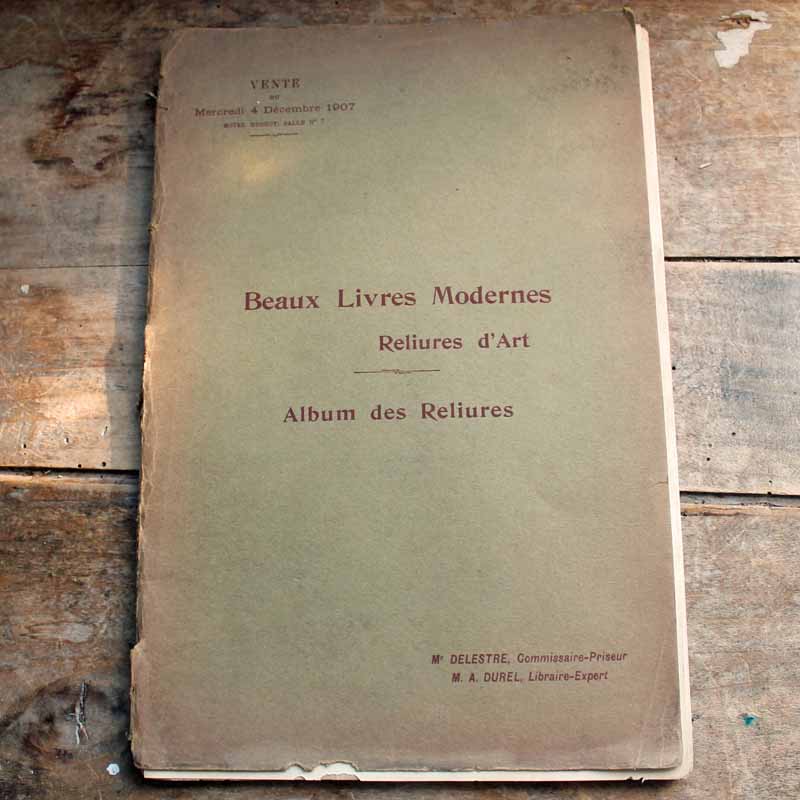 VENTE
DU
Mercredi 4 Décembre 1907
HOTEL DROUOT, SALLE N° 7
Beaux Livres Modernes
Reliures d'Art
Album des Reliures
Me DELESTRE, Commissaire-Priseur
M. A. DUREL, Libraire-Expert